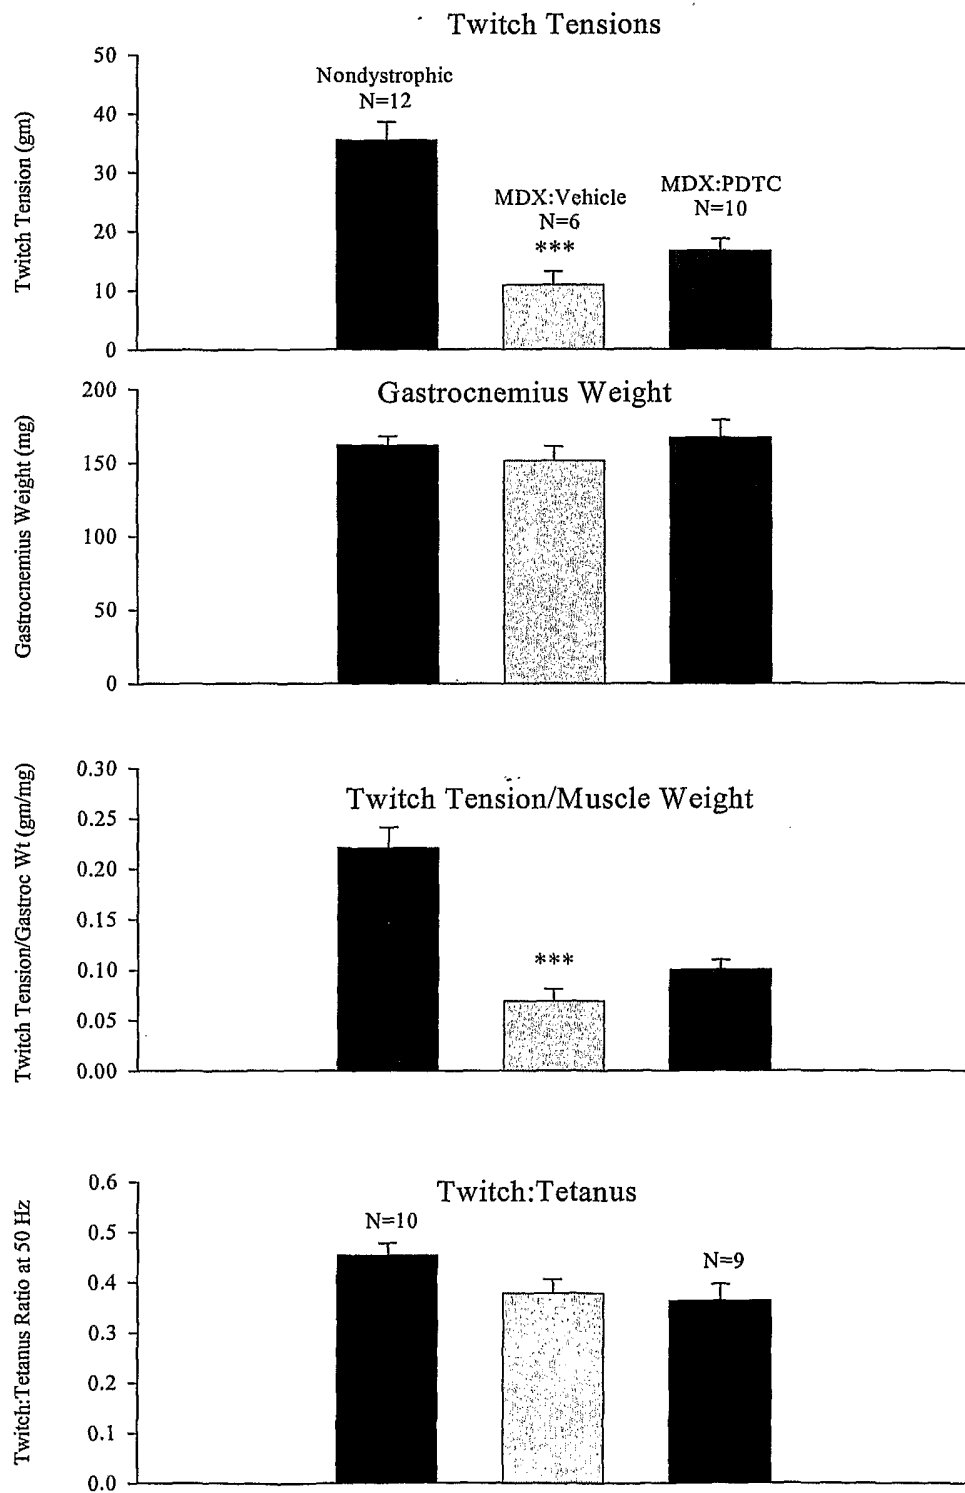 Twitch Tensions
Twitch Tension (gm)
50
40
30
20
10
0
Nondystrophic
N=12
MDX:Vehicle
N=6
***
MDX:PDTC
N=10
Gastrocnemius Weight
Gastrocnemius Weight (mg)
200
150
100
50
0
Twitch Tension/Muscle Weight
Twitch Tension/Gastroc Wt (gm/mg)
0.30
0.25
0.20
0.15
0.10
0.05
0.00
***
Twitch:Tetanus
Twitch:Tetanus Ratio at 50 Hz
0.6
0.5
0.4
0.3
0.2
0.1
0.0
N=10
N=9